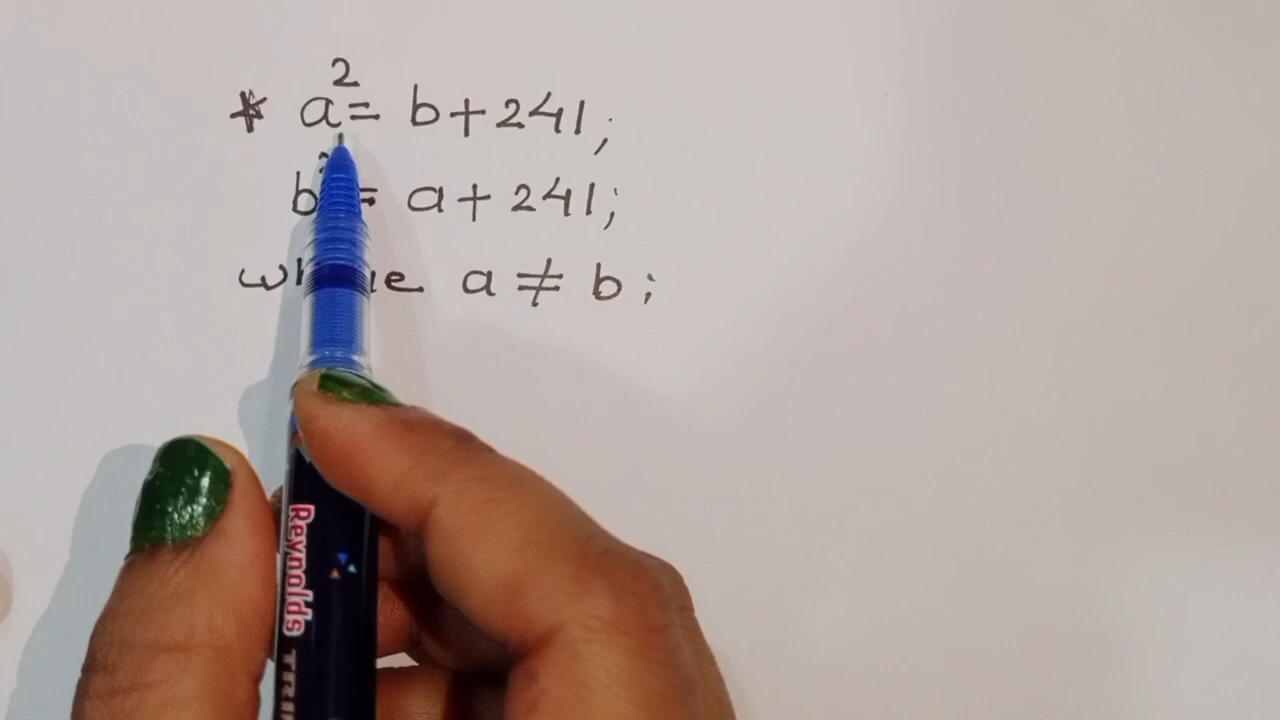 * a² = b + 241 ;
b = a + 241 ;
a ≠ b ;
Reynolds